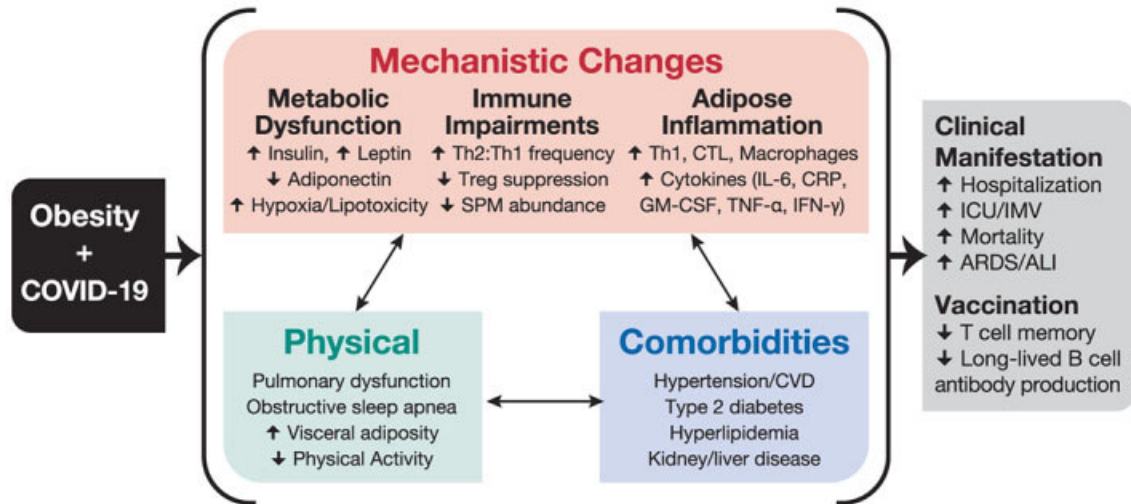 Obesity
+
COVID-19
Mechanistic Changes
Metabolic
Dysfunction
↑ Insulin, ↑ Leptin
↓ Adiponectin
↑ Hypoxia/Lipotoxicity
Immune
Impairments
↑ Th2:Th1 frequency
↓ Treg suppression
↓ SPM abundance
Adipose
Inflammation
↑ Th1, CTL, Macrophages
↑ Cytokines (IL-6, CRP,
GM-CSF, TNF-α, IFN-γ)
Physical
Pulmonary dysfunction
Obstructive sleep apnea
↑ Visceral adiposity
↓ Physical Activity
Comorbidities
Hypertension/CVD
Type 2 diabetes
Hyperlipidemia
Kidney/liver disease
Clinical
Manifestation
↑ Hospitalization
↑ ICU/IMV
↑ Mortality
↑ ARDS/ALI
Vaccination
↓ T cell memory
↓ Long-lived B cell
antibody production